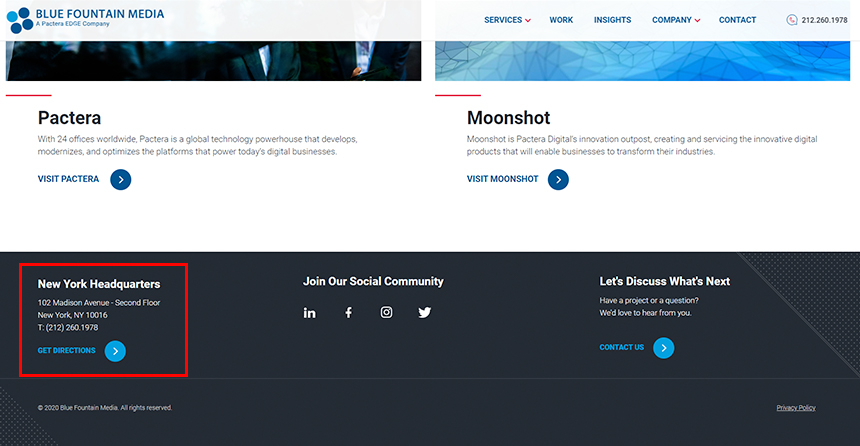 BLUE FOUNTAIN MEDIA
A Pactera EDGE Company
SERVICES WORK INSIGHTS COMPANY CONTACT 212.260.1978
Pactera
With 24 offices worldwide, Pactera is a global technology powerhouse that develops,
modernizes, and optimizes the platforms that power today's digital businesses.
VISIT PACTERA
Moonshot
Moonshot is Pactera Digital's innovation outpost, creating and servicing the innovative digital
products that will enable businesses to transform their industries.
VISIT MOONSHOT
New York Headquarters
102 Madison Avenue - Second Floor
New York, NY 10016
T: (212) 260.1978
GET DIRECTIONS
Join Our Social Community
Let's Discuss What's Next
Have a project or a question?
We'd love to hear from you.
CONTACT US
© 2020 Blue Fountain Media. All rights reserved.
Privacy Policy